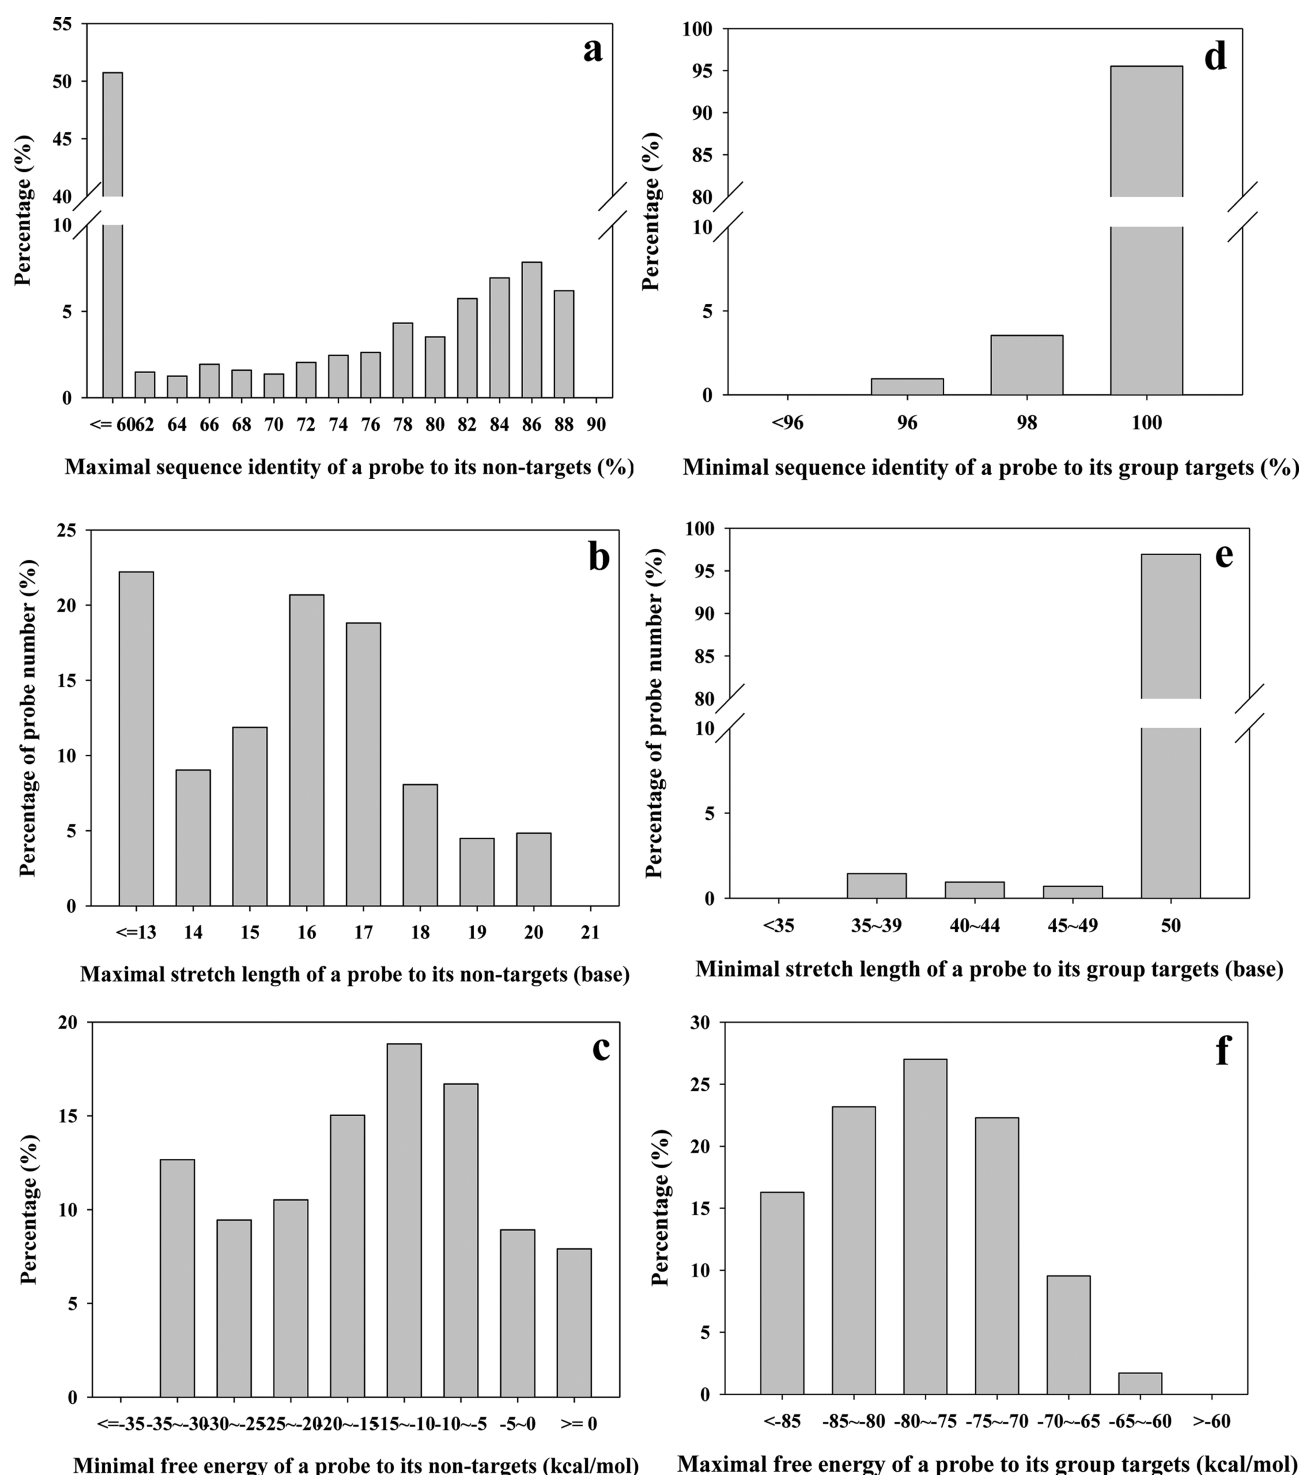 a
Percentage (%)
55
50
45
40
10
5
0
<= 60 62 64 66 68 70 72 74 76 78 80 82 84 86 88 90
Maximal sequence identity of a probe to its non-targets (%)
d
Percentage (%)
100
95
90
85
80
10
5
0
<96 96 98 100
Minimal sequence identity of a probe to its group targets (%)
b
Percentage of probe number (%)
25
20
15
10
5
0
<=13 14 15 16 17 18 19 20 21
Maximal stretch length of a probe to its non-targets (base)
e
Percentage of probe number (%)
100
95
90
85
80
10
5
0
<35 35~39 40~44 45~49 50
Minimal stretch length of a probe to its group targets (base)
c
Percentage (%)
20
15
10
5
0
<=-35 -35~-30 -30~-25 -25~-20 -20~-15 -15~-10 -10~-5 -5~0 >= 0
Minimal free energy of a probe to its non-targets (kcal/mol)
f
Percentage (%)
30
25
20
15
10
5
0
<-85 -85~-80 -80~-75 -75~-70 -70~-65 -65~-60 >-60
Maximal free energy of a probe to its group targets (kcal/mol)